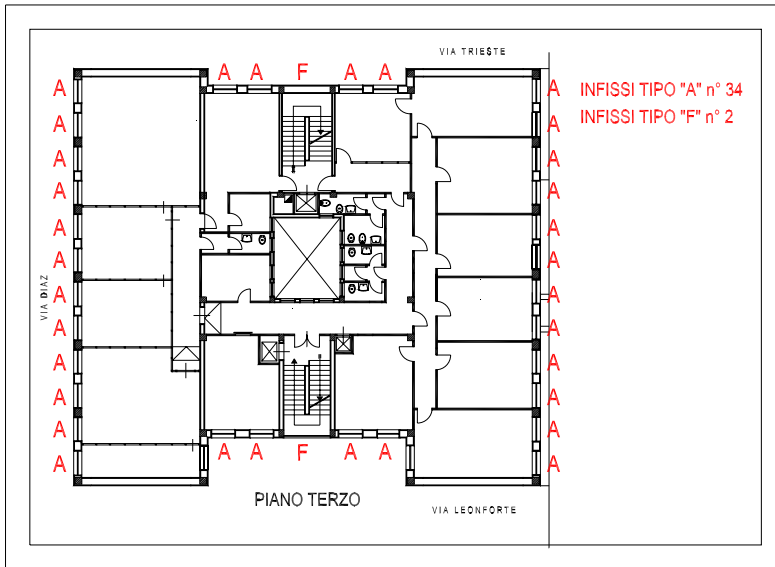 VIA TRIESTE
A A F A A
A A INFISSI TIPO "A" n° 34
A A INFISSI TIPO "F" n° 2
A A
A A
A A
A A
A A
VIA DIAZ
A A
A A
A A
A A
A A F A A
A A
PIANO TERZO
VIA LEONFORTE